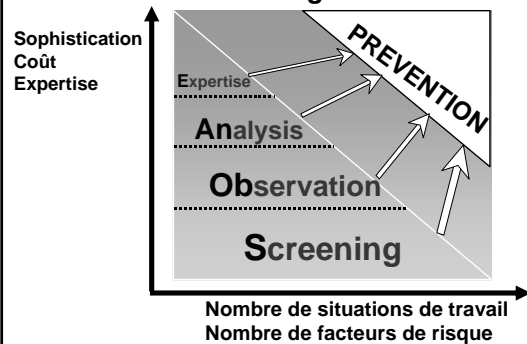 Sophistication
Coût
Expertise
PREVENTION
Expertise
Analysis
Observation
Screening
Nombre de situations de travail
Nombre de facteurs de risque